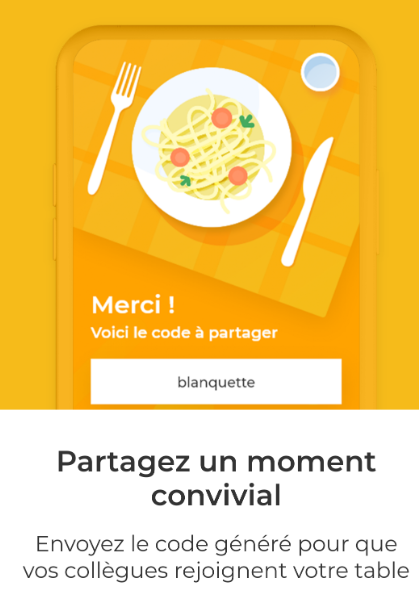 Merci !
Voici le code à partager
blanquette
Partagez un moment
convivial
Envoyez le code généré pour que
vos collègues rejoignent votre table